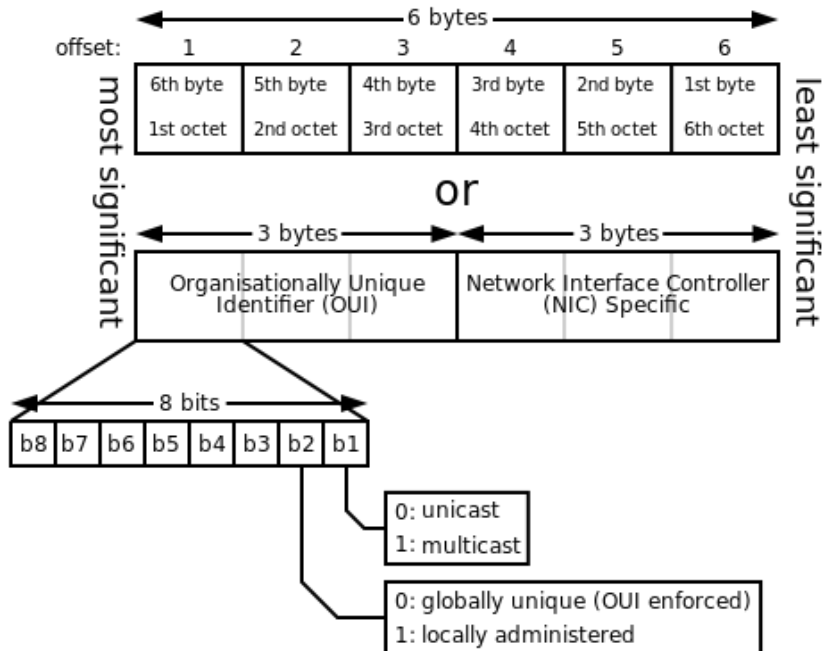 6 bytes
offset: 1 2 3 4 5 6
6th byte 5th byte 4th byte 3rd byte 2nd byte 1st byte
1st octet 2nd octet 3rd octet 4th octet 5th octet 6th octet
most significant
least significant
or
3 bytes 3 bytes
Organisationally Unique
Identifier (OUI)
Network Interface Controller
(NIC) Specific
8 bits
b8 b7 b6 b5 b4 b3 b2 b1
0: unicast
1: multicast
0: globally unique (OUI enforced)
1: locally administered